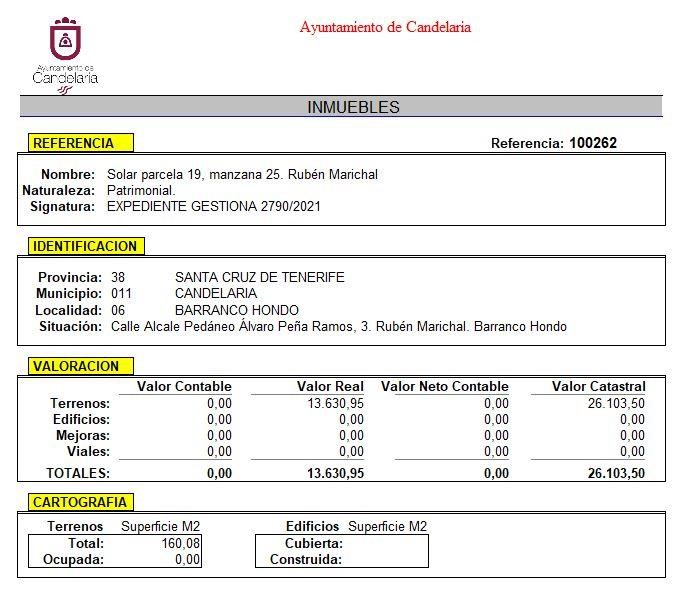 Ayuntamiento de Candelaria
Ayuntamiento de
Candelaria
INMUEBLES
REFERENCIA Referencia: 100262
Nombre: Solar parcela 19, manzana 25. Rubén Marichal
Naturaleza: Patrimonial.
Signatura: EXPEDIENTE GESTIONA 2790/2021
IDENTIFICACION
Provincia: 38 SANTA CRUZ DE TENERIFE
Municipio: 011 CANDELARIA
Localidad: 06 BARRANCO HONDO
Situación: Calle Alcale Pedáneo Álvaro Peña Ramos, 3. Rubén Marichal. Barranco Hondo
VALORACION
Valor Contable Valor Real Valor Neto Contable Valor Catastral
Terrenos: 0,00 13.630,95 0,00 26.103,50
Edificios: 0,00 0,00 0,00 0,00
Mejoras: 0,00 0,00 0,00 0,00
Viales: 0,00 0,00 0,00 0,00
TOTALES: 0,00 13.630,95 0,00 26.103,50
CARTOGRAFIA
Terrenos Superficie M2 Edificios Superficie M2
Total: 160,08 Cubierta:
Ocupada: 0,00 Construida: